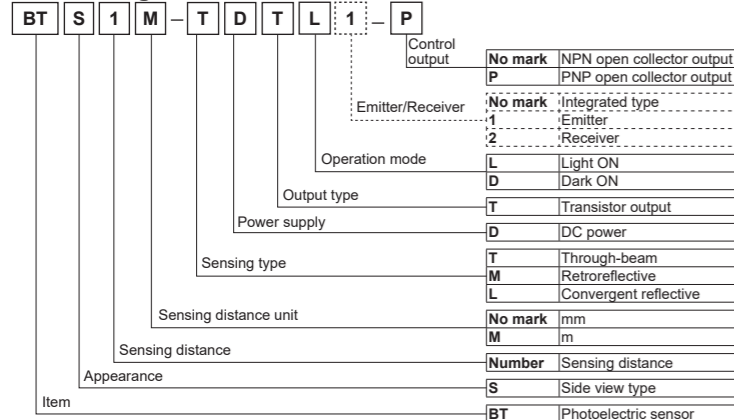 BT S 1 M – T D T L 1 – P
Control
output
No mark NPN open collector output
P PNP open collector output
Emitter/Receiver
No mark Integrated type
1 Emitter
2 Receiver
Operation mode
L Light ON
D Dark ON
Output type
T Transistor output
Power supply
D DC power
Sensing type
T Through-beam
M Retroreflective
L Convergent reflective
Sensing distance unit
No mark mm
M m
Sensing distance
Number Sensing distance
Appearance
S Side view type
Item
BT Photoelectric sensor